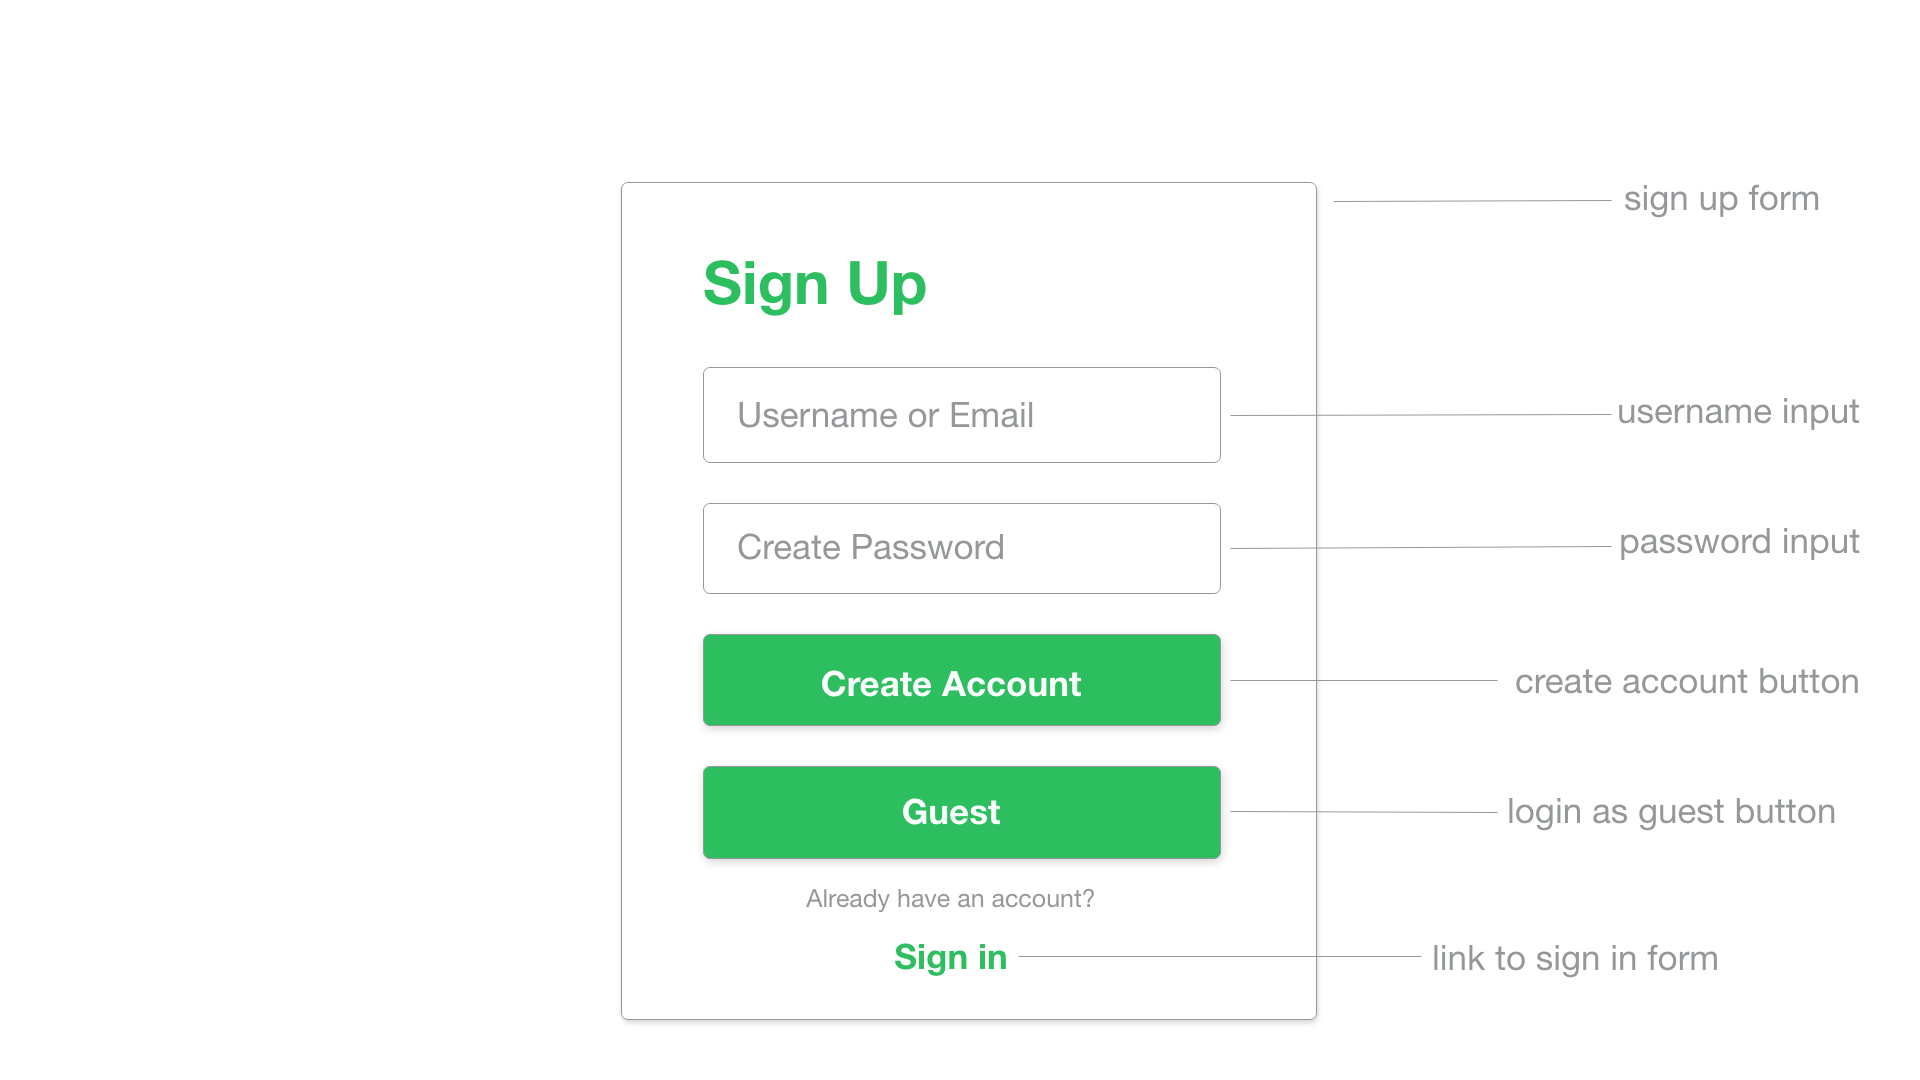 sign up form
Sign Up
Username or Email
username input
Create Password
password input
Create Account
create account button
Guest
login as guest button
Already have an account?
Sign in
link to sign in form